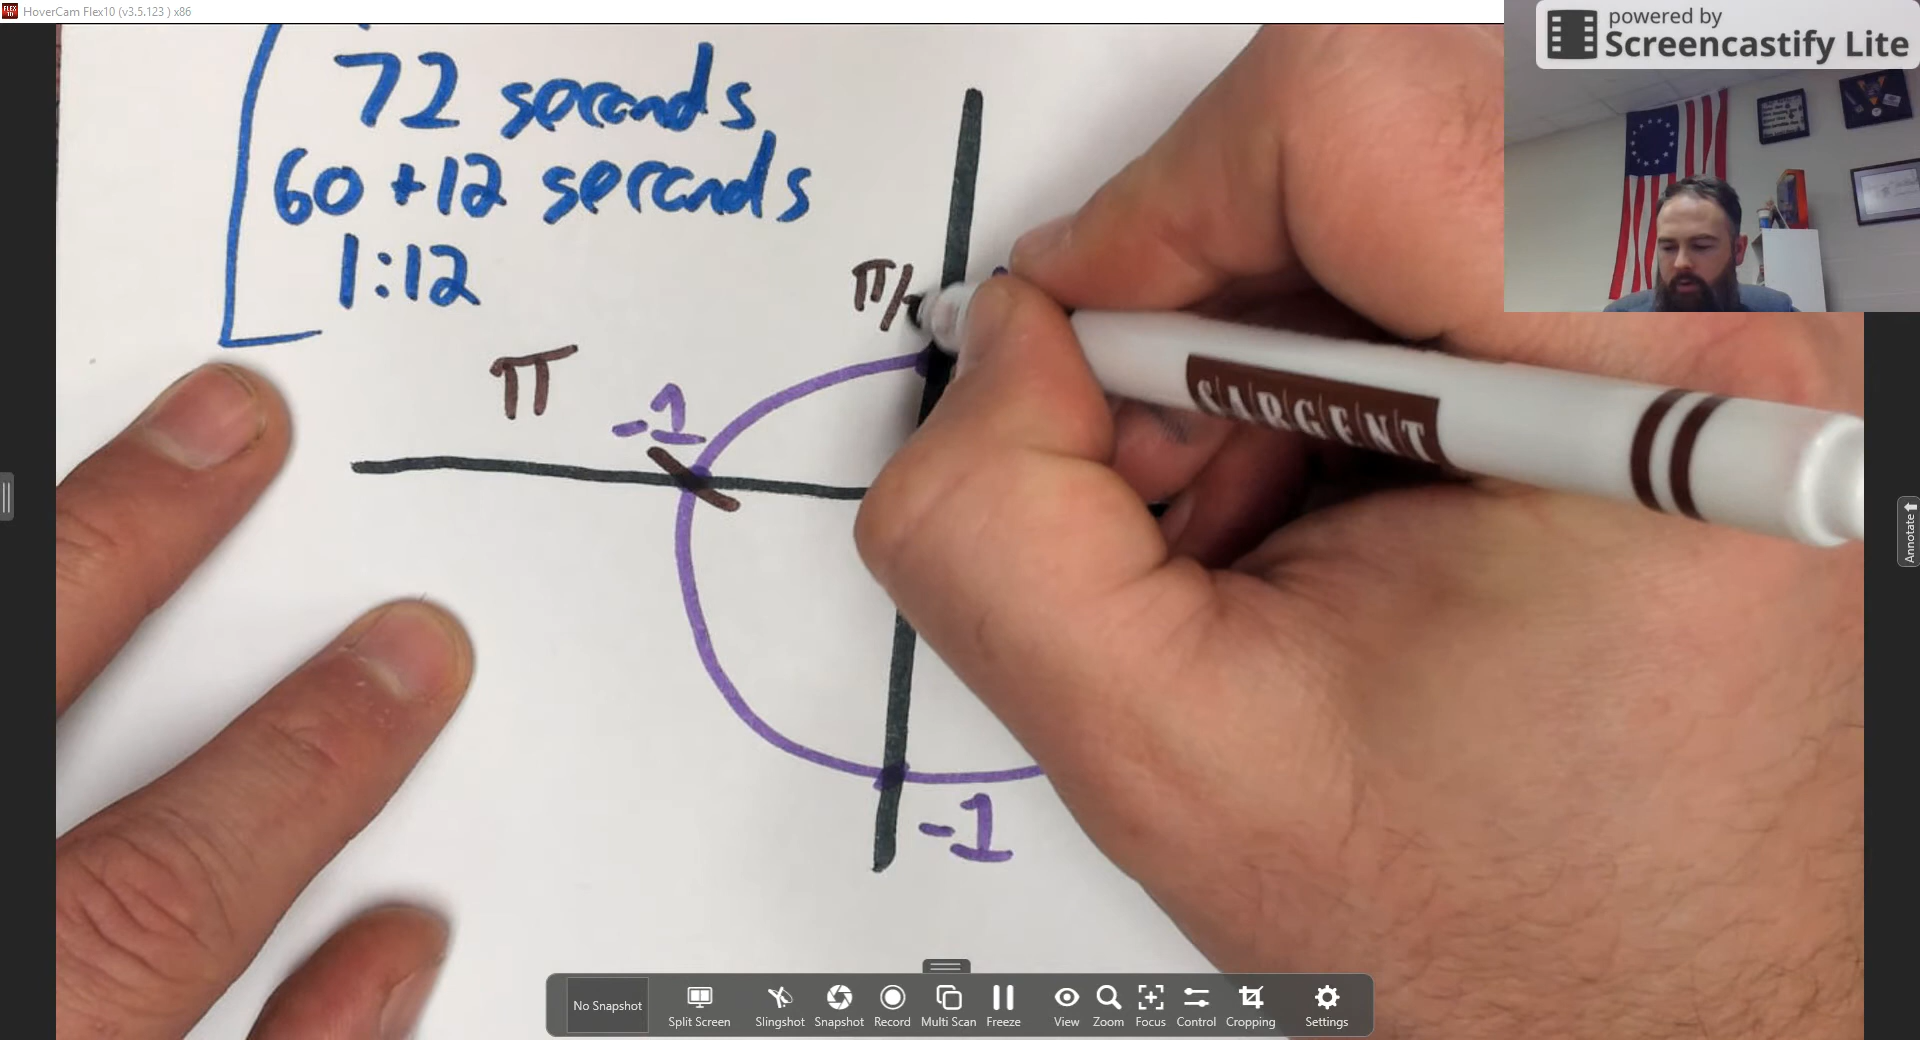 HoverCam Flex10 (v3.5.123 ) x86
powered by
Screencastify Lite
72 seconds
60 + 12 seconds
1:12
π/
π
-1
SARGENT
-1
Annotate
No Snapshot
Split Screen
Slingshot
Snapshot
Record
Multi Scan
Freeze
View
Zoom
Focus
Control
Cropping
Settings